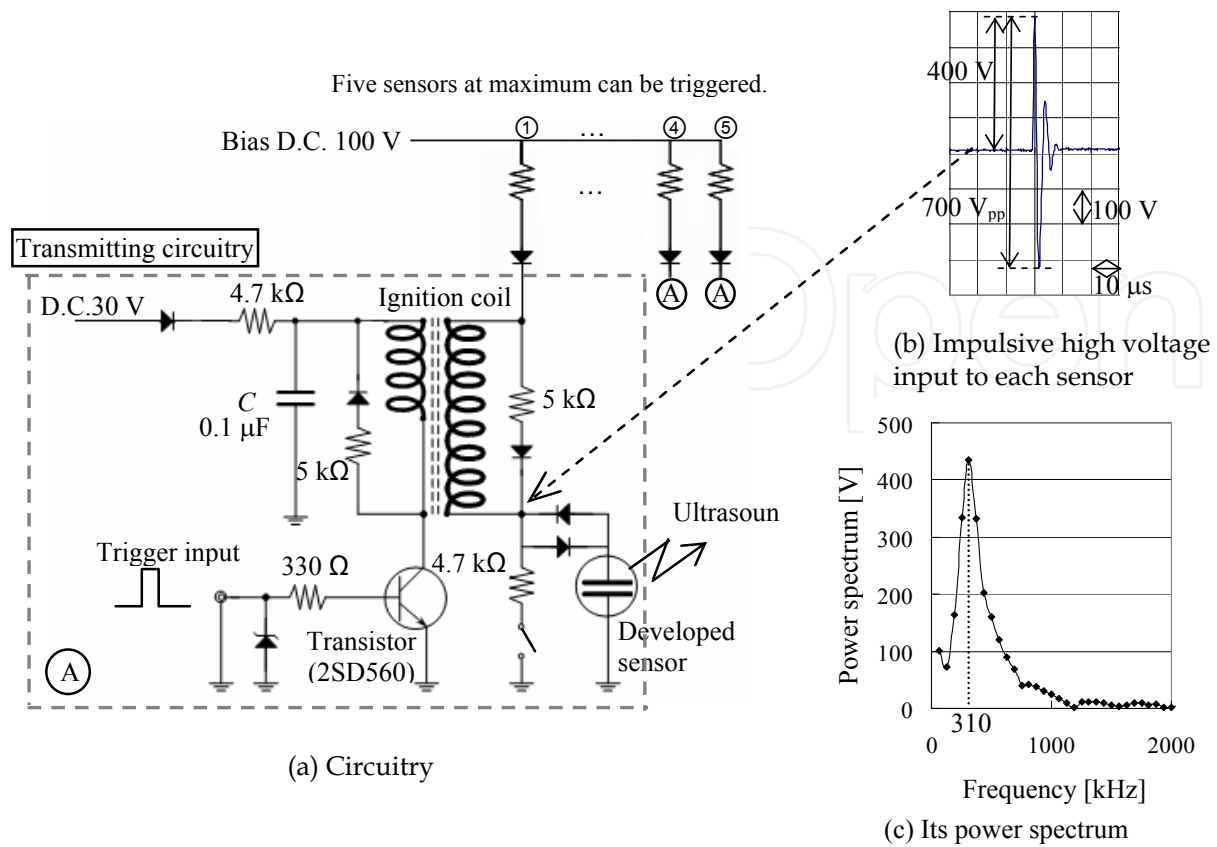 Five sensors at maximum can be triggered.
Bias D.C. 100 V
① … ④ ⑤
…
Transmitting circuitry
A A
D.C.30 V
4.7 kΩ
Ignition coil
C
0.1 μF
5 kΩ
5 kΩ
Ultrasoun
Trigger input
330 Ω
4.7 kΩ
Transistor
(2SD560)
Developed
sensor
A
(a) Circuitry
400 V
700 Vpp
100 V
10 μs
(b) Impulsive high voltage
input to each sensor
Open
Power spectrum [V]
500
400
300
200
100
0
310
0 1000 2000
Frequency [kHz]
(c) Its power spectrum